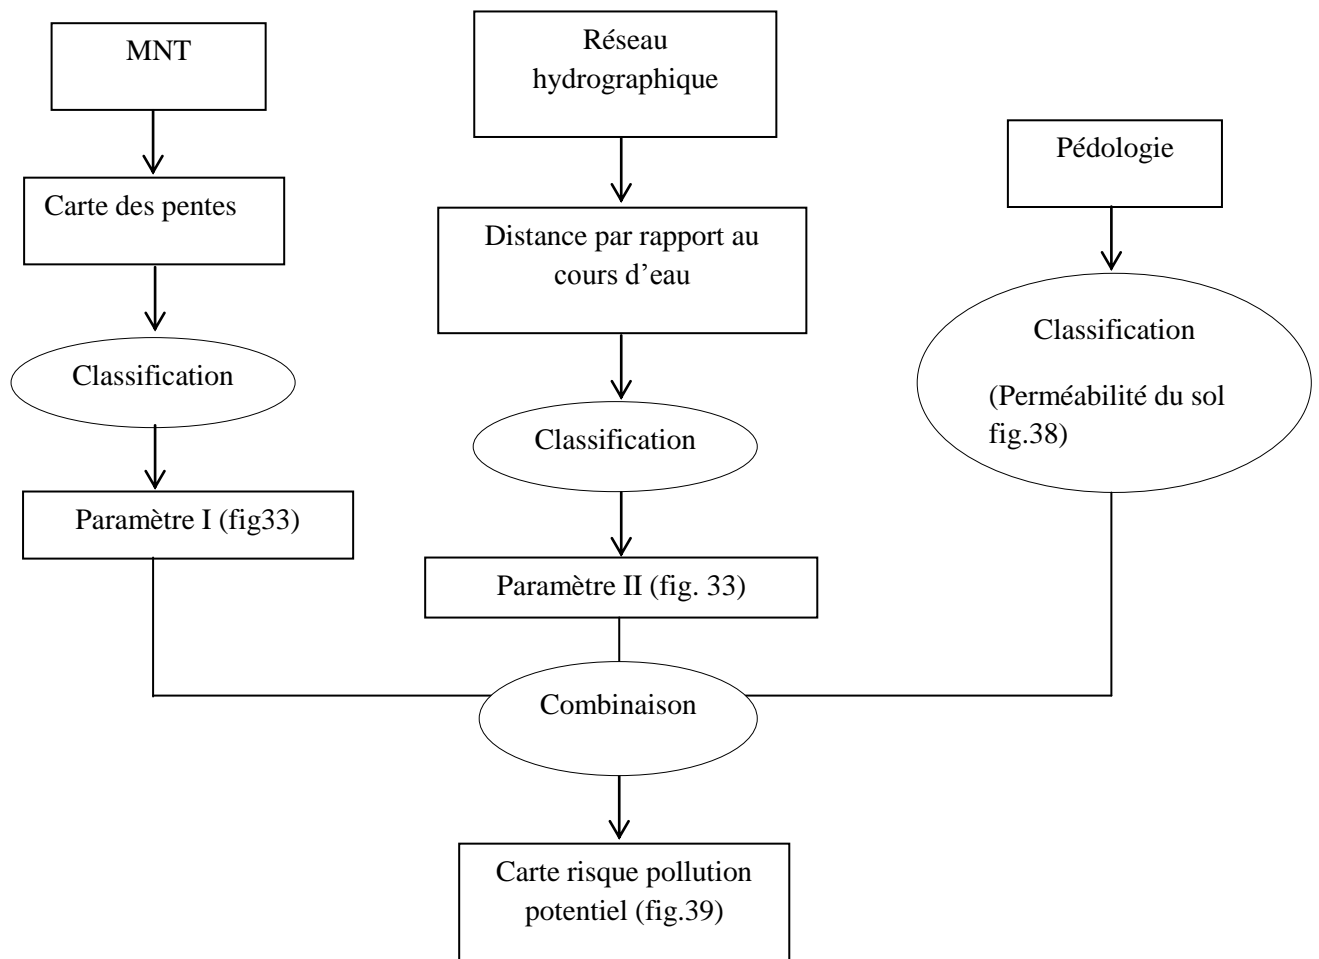 MNT
Réseau
hydrographique
Pédologie
Carte des pentes
Distance par rapport au
cours d’eau
Classification
(Perméabilité du sol
fig.38)
Classification
Classification
Paramètre I (fig33)
Paramètre II (fig. 33)
Combinaison
Carte risque pollution
potentiel (fig.39)